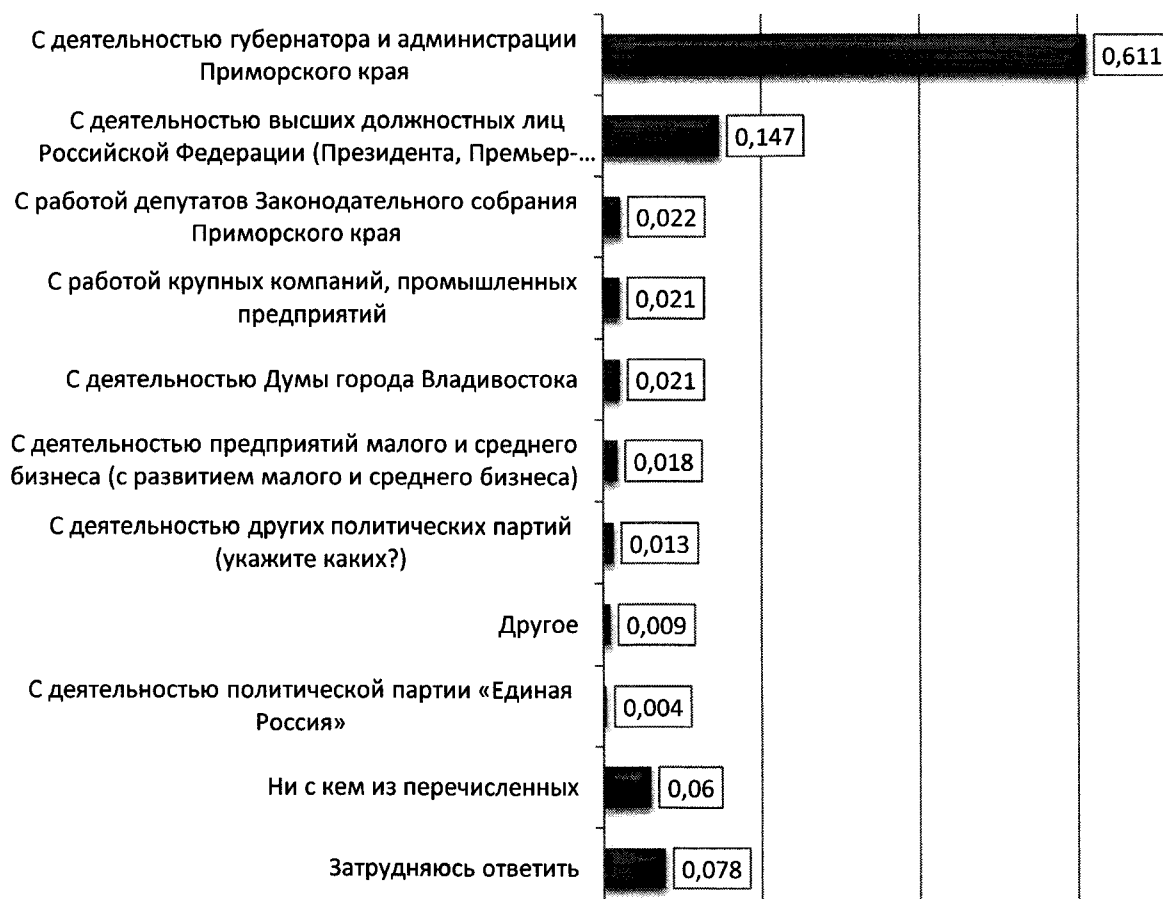 С деятельностью губернатора и администрации
Приморского края
0,611
С деятельностью высших должностных лиц
Российской Федерации (Президента, Премьер-...
0,147
С работой депутатов Законодательного собрания
Приморского края
0,022
С работой крупных компаний, промышленных
предприятий
0,021
С деятельностью Думы города Владивостока
0,021
С деятельностью предприятий малого и среднего
бизнеса (с развитием малого и среднего бизнеса)
0,018
С деятельностью других политических партий
(укажите каких?)
0,013
Другое
0,009
С деятельностью политической партии «Единая
Россия»
0,004
Ни с кем из перечисленных
0,06
Затрудняюсь ответить
0,078